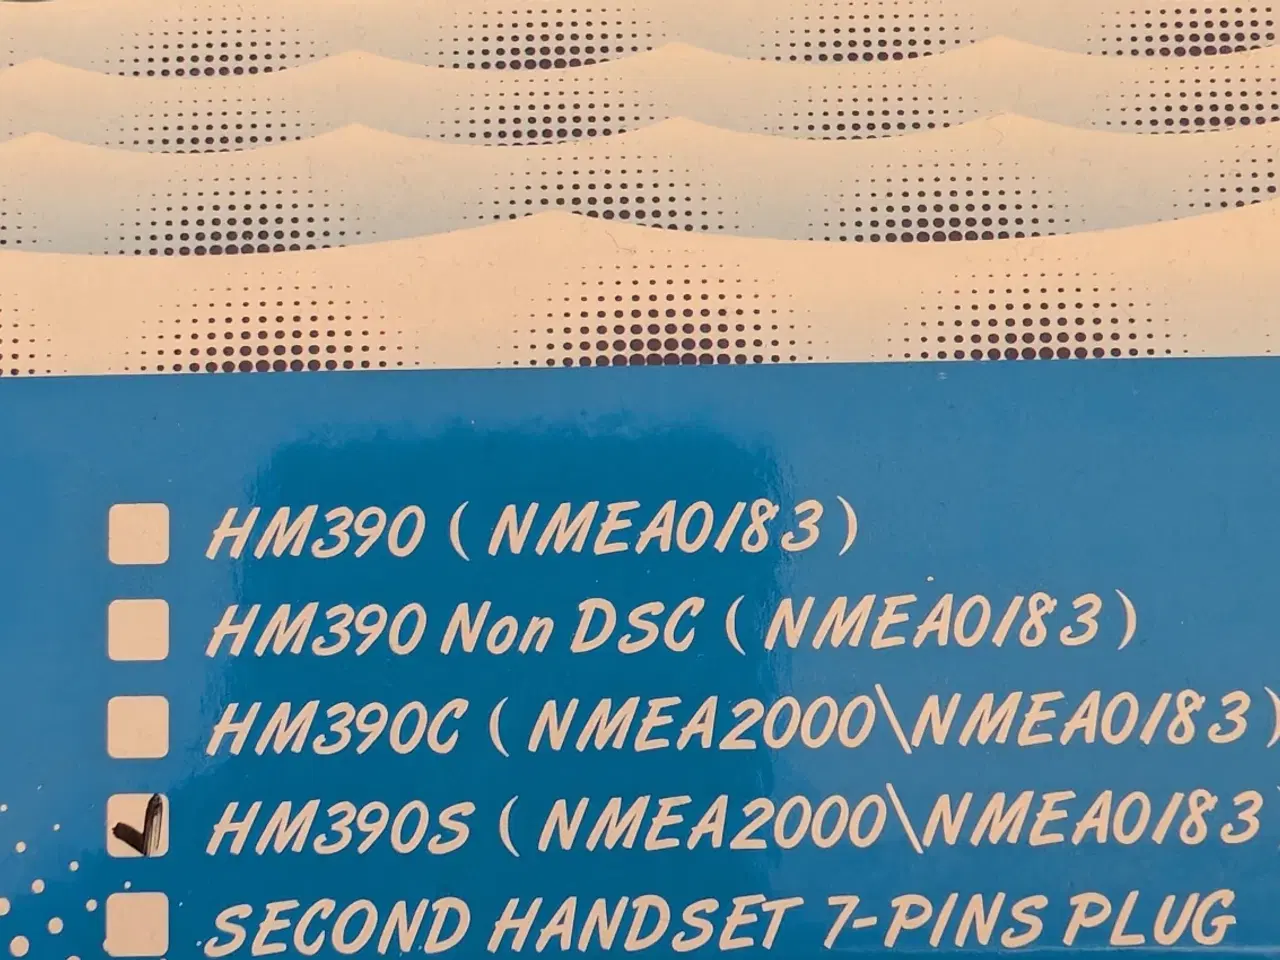 HM390 (NMEA0183)
HM390 Non DSC (NMEA0183)
HM390C (NMEA2000\NMEA0183)
HM390S (NMEA2000\NMEA0183
SECOND HANDSET 7-PINS PLUG